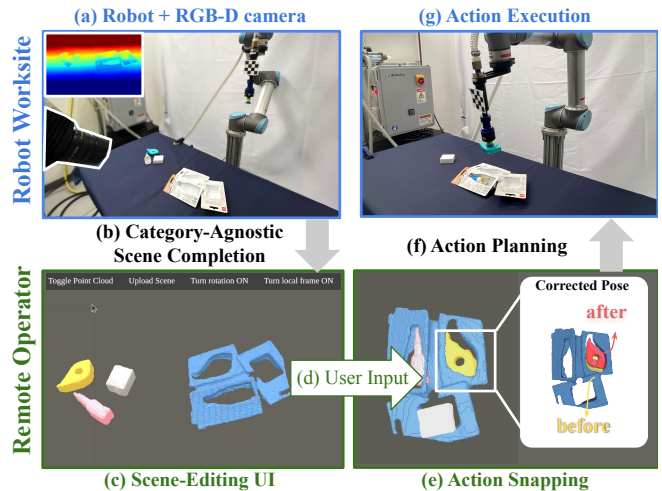 (a) Robot + RGB-D camera
(g) Action Execution
Robot Worksite
(b) Category-Agnostic
Scene Completion
(f) Action Planning
Remote Operator
Toggle Point Cloud
Upload Scene
Turn rotation ON
Turn local frame ON
(d) User Input
Corrected Pose
after
before
(c) Scene-Editing UI
(e) Action Snapping